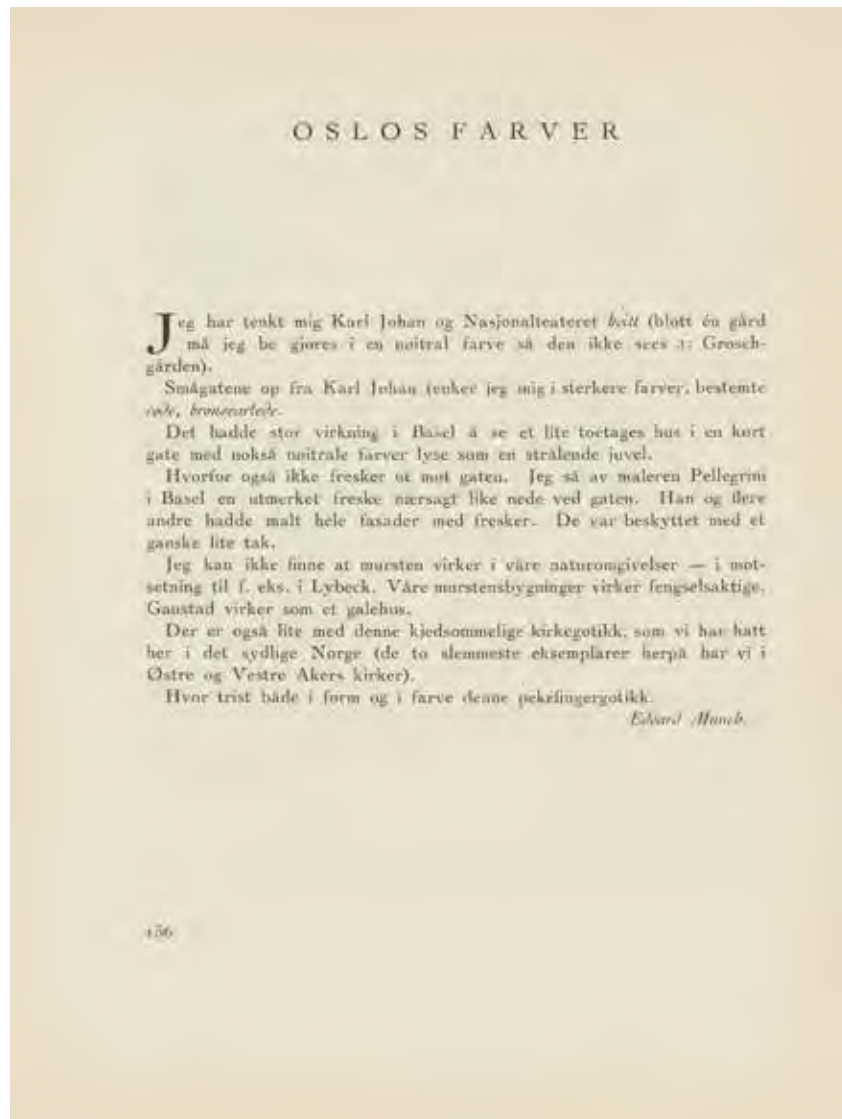 OSLOS FARVER
Jeg har tenkt mig Karl Johan og Nasjonalteateret hvitt (blott én gård
må jeg be gjøres i en nøitral farve så den ikke sees ɔ: Grosch-
gården).
Smågatene op fra Karl Johan tenker jeg mig i sterkere farver, bestemte
røde, bronseartede.
Det hadde stor virkning i Basel å se et lite toetages hus i en kort
gate med nokså nøitrale farver lyse som en strålende juvel.
Hvorfor også ikke fresker ut mot gaten. Jeg så av maleren Pellegrini
i Basel en utmerket freske nærsagt like nede ved gaten. Han og flere
andre hadde malt hele fasader med fresker. De var beskyttet med et
ganske lite tak.
Jeg kan ikke finne at mursten virker i våre naturomgivelser — i mot-
setning til f. eks. i Lybeck. Våre murstensbygninger virker fengselsaktige.
Gaustad virker som et galehus.
Der er også lite med denne kjedsommelige kirkegotikk, som vi har hatt
her i det sydlige Norge (de to slemmeste eksemplarer herpå har vi i
Østre og Vestre Akers kirker).
Hvor trist både i form og i farve denne pekefingergotikk.
Edvard Munch.
156